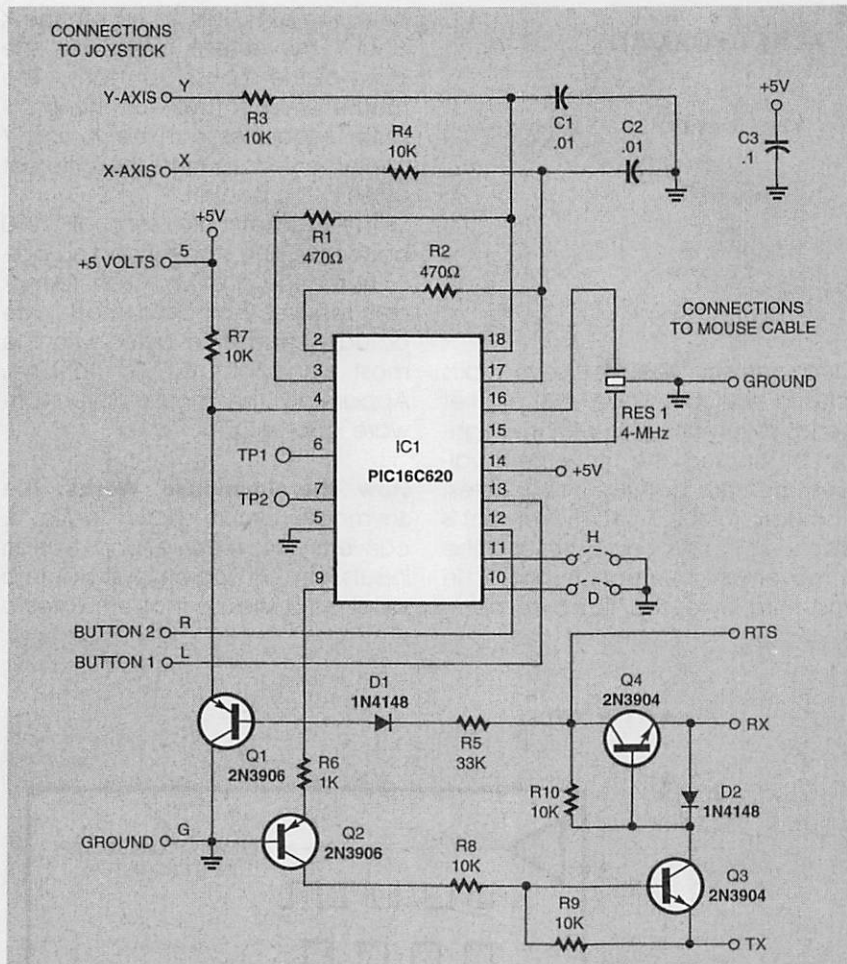 CONNECTIONS
TO JOYSTICK
Y-AXIS Y
R3
10K
C1
.01
+5V
R4
10K
C2
.01
C3
.1
X-AXIS X
+5V
R1
470Ω
+5 VOLTS 5
R2
470Ω
CONNECTIONS
TO MOUSE CABLE
R7
10K
2 18
3 17
4 16
GROUND
RES 1
4-MHz
15
IC1
PIC16C620
TP1 6
14 +5V
TP2 7
13
5 12
11 H
9 10 D
BUTTON 2 R
RTS
BUTTON 1 L
D1
1N4148
Q4
2N3904
RX
Q1
2N3906
R6
1K
R5
33K
R10
10K
D2
1N4148
GROUND G
Q2
2N3906
R8
10K
Q3
2N3904
R9
10K
TX